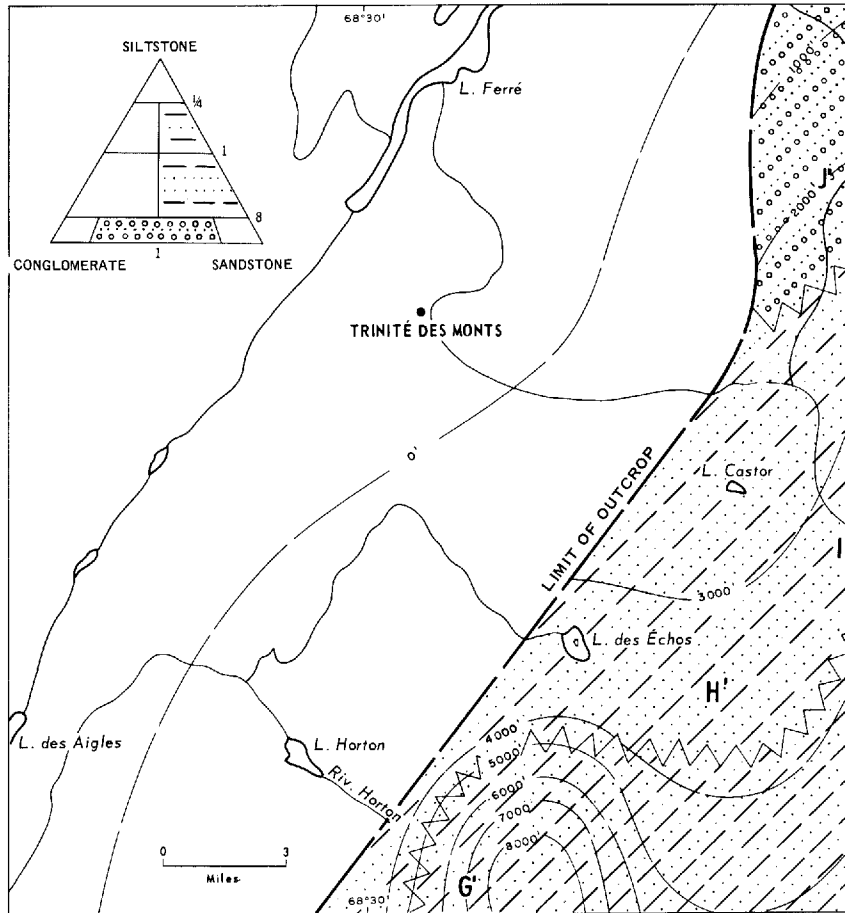 68°30'
SILTSTONE
¼
1
8
CONGLOMERATE
SANDSTONE
1
L. Ferré
1000'
J'
2000'
TRINITÉ DES MONTS
0'
L. Castor
LIMIT OF OUTCROP
I
3000'
L. des Échos
H'
4000'
5000'
6000'
7000'
8000'
L. des Aigles
L. Horton
Riv. Horton
0
3
Miles
G'
68°30'